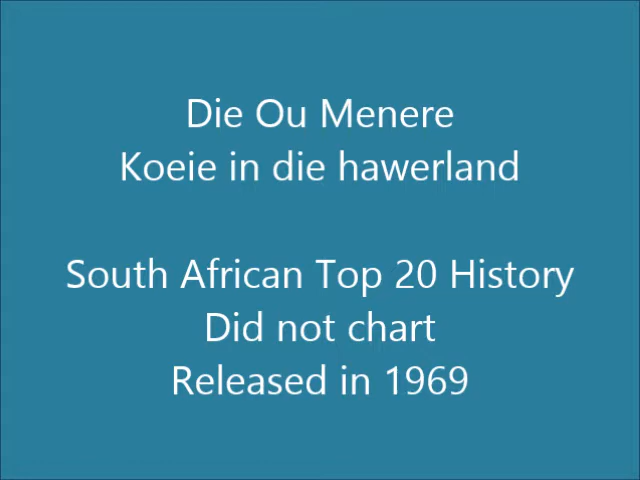 Die Ou Menere
Koeie in die hawerland
South African Top 20 History
Did not chart
Released in 1969